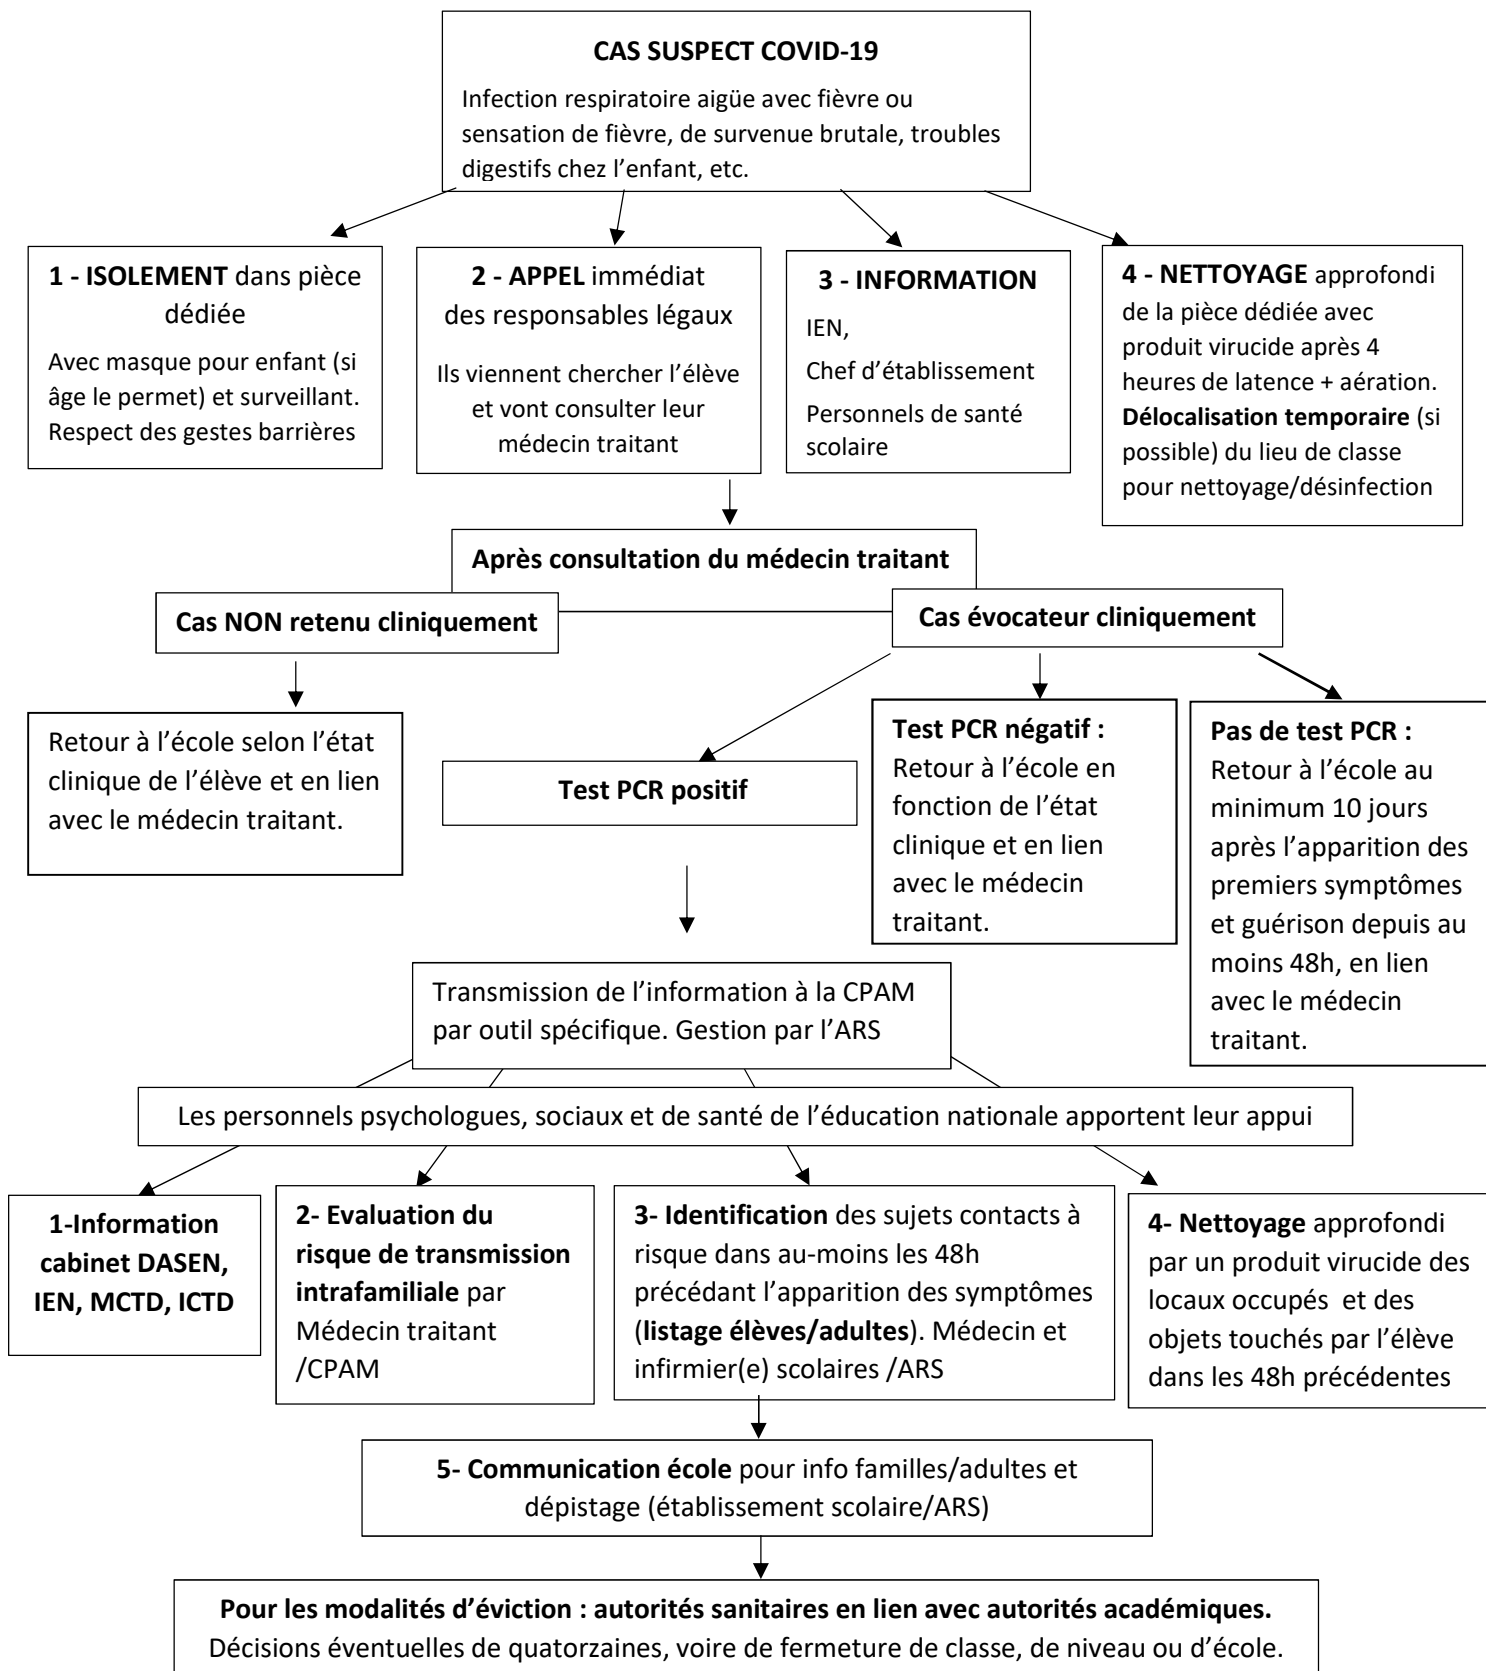 CAS SUSPECT COVID-19
Infection respiratoire aigüe avec fièvre ou
sensation de fièvre, de survenue brutale, troubles
digestifs chez l’enfant, etc.
1 - ISOLEMENT dans pièce
dédiée
Avec masque pour enfant (si
âge le permet) et surveillant.
Respect des gestes barrières
2 - APPEL immédiat
des responsables légaux
Ils viennent chercher l’élève
et vont consulter leur
médecin traitant
3 - INFORMATION
IEN,
Chef d’établissement
Personnels de santé
scolaire
4 - NETTOYAGE approfondi
de la pièce dédiée avec
produit virucide après 4
heures de latence + aération.
Délocalisation temporaire (si
possible) du lieu de classe
pour nettoyage/désinfection
Après consultation du médecin traitant
Cas NON retenu cliniquement
Cas évocateur cliniquement
Retour à l’école selon l’état
clinique de l’élève et en lien
avec le médecin traitant.
Test PCR positif
Test PCR négatif :
Retour à l’école en
fonction de l’état
clinique et en lien
avec le médecin
traitant.
Pas de test PCR :
Retour à l’école au
minimum 10 jours
après l’apparition des
premiers symptômes
et guérison depuis au
moins 48h, en lien
avec le médecin
traitant.
Transmission de l’information à la CPAM
par outil spécifique. Gestion par l’ARS
Les personnels psychologues, sociaux et de santé de l’éducation nationale apportent leur appui
1-Information
cabinet DASEN,
IEN, MCTD, ICTD
2- Evaluation du
risque de transmission
intrafamiliale par
Médecin traitant
/CPAM
3- Identification des sujets contacts à
risque dans au-moins les 48h
précédant l’apparition des symptômes
(listage élèves/adultes). Médecin et
infirmier(e) scolaires /ARS
4- Nettoyage approfondi
par un produit virucide des
locaux occupés et des
objets touchés par l’élève
dans les 48h précédentes
5- Communication école pour info familles/adultes et
dépistage (établissement scolaire/ARS)
Pour les modalités d’éviction : autorités sanitaires en lien avec autorités académiques.
Décisions éventuelles de quatorzaines, voire de fermeture de classe, de niveau ou d’école.